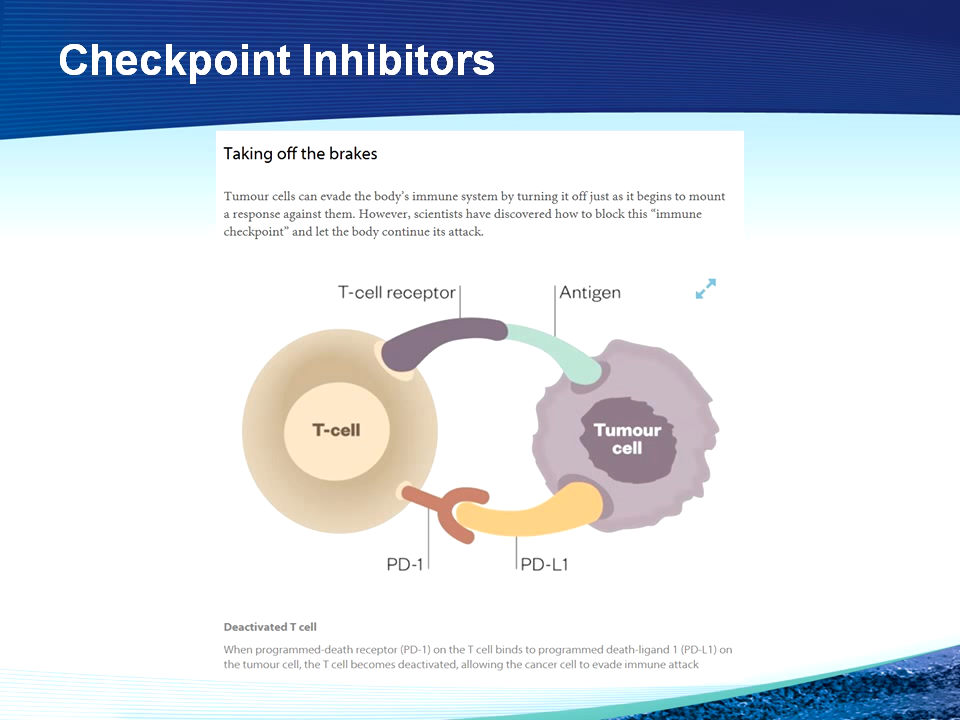 Checkpoint Inhibitors
Taking off the brakes
Tumour cells can evade the body’s immune system by turning it off just as it begins to mount
a response against them. However, scientists have discovered how to block this “immune
checkpoint” and let the body continue its attack.
T-cell receptor
Antigen
T-cell
Tumour
cell
PD-1
PD-L1
Deactivated T cell
When programmed-death receptor (PD-1) on the T cell binds to programmed death-ligand 1 (PD-L1) on
the tumour cell, the T cell becomes deactivated, allowing the cancer cell to evade immune attack